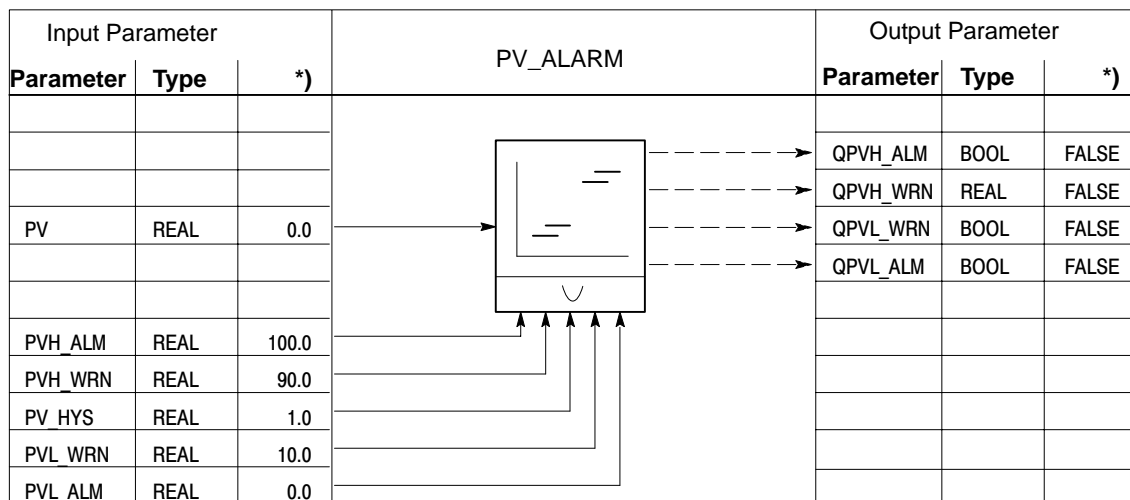 Input Parameter PV_ALARM Output Parameter
Parameter Type *) Parameter Type *)
QPVH_ALM BOOL FALSE
QPVH_WRN REAL FALSE
PV REAL 0.0 QPVL_WRN BOOL FALSE
QPVL_ALM BOOL FALSE
PVH_ALM REAL 100.0
PVH_WRN REAL 90.0
PV_HYS REAL 1.0
PVL_WRN REAL 10.0
PVL_ALM REAL 0.0